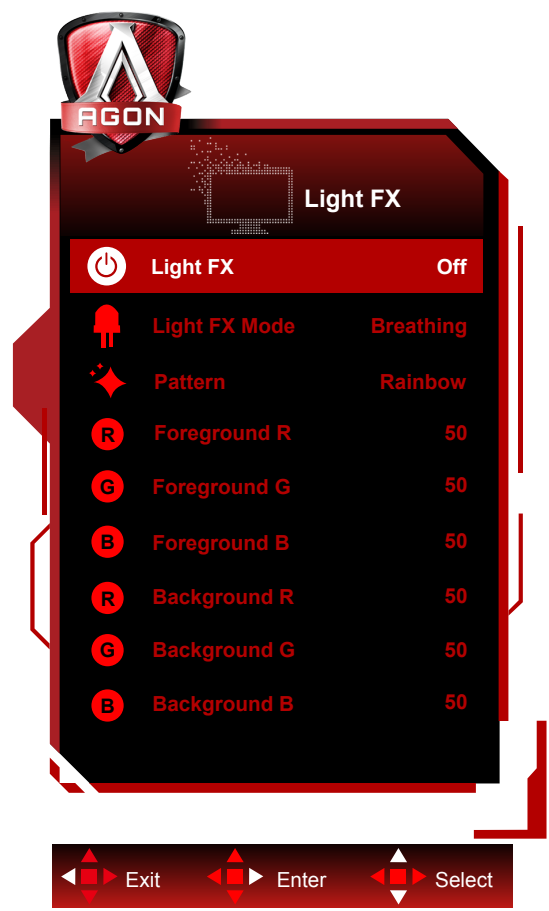 AGON
Light FX
Light FX Off
Light FX Mode Breathing
Pattern Rainbow
R Foreground R 50
G Foreground G 50
B Foreground B 50
R Background R 50
G Background G 50
B Background B 50
Exit Enter Select